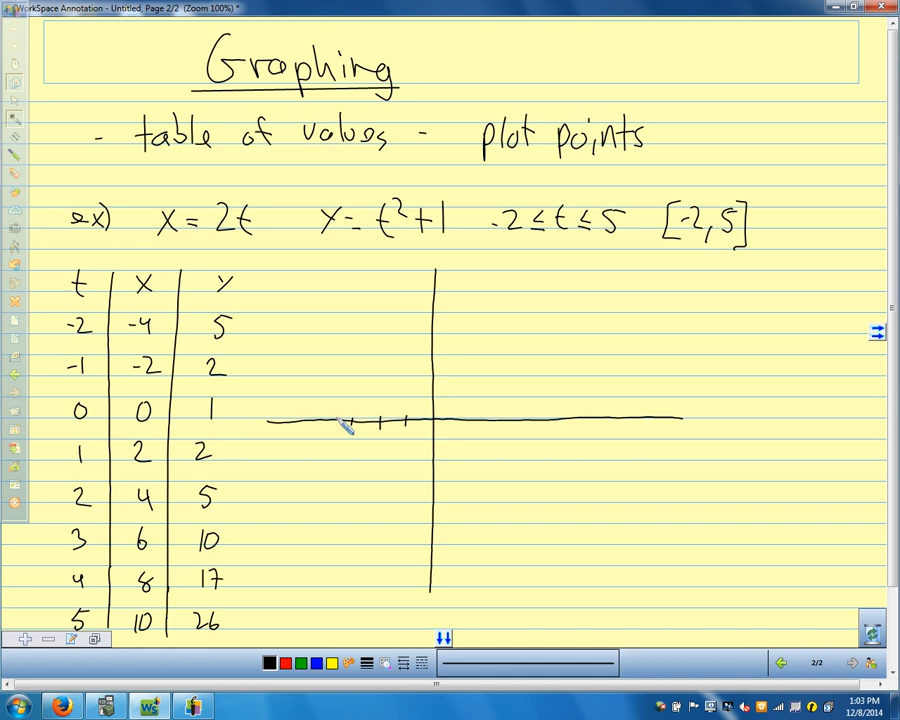 WorkSpace Annotation - Untitled, Page 2/2 (Zoom 100%) *
Graphing
- table of values - plot points
ex) x = 2t y = t²+1 -2 ≤ t ≤ 5 [-2, 5]
t x y
-2 -4 5
-1 -2 2
0 0 1
1 2 2
2 4 5
3 6 10
4 8 17
5 10 26
2/2
1:03 PM
12/8/2014